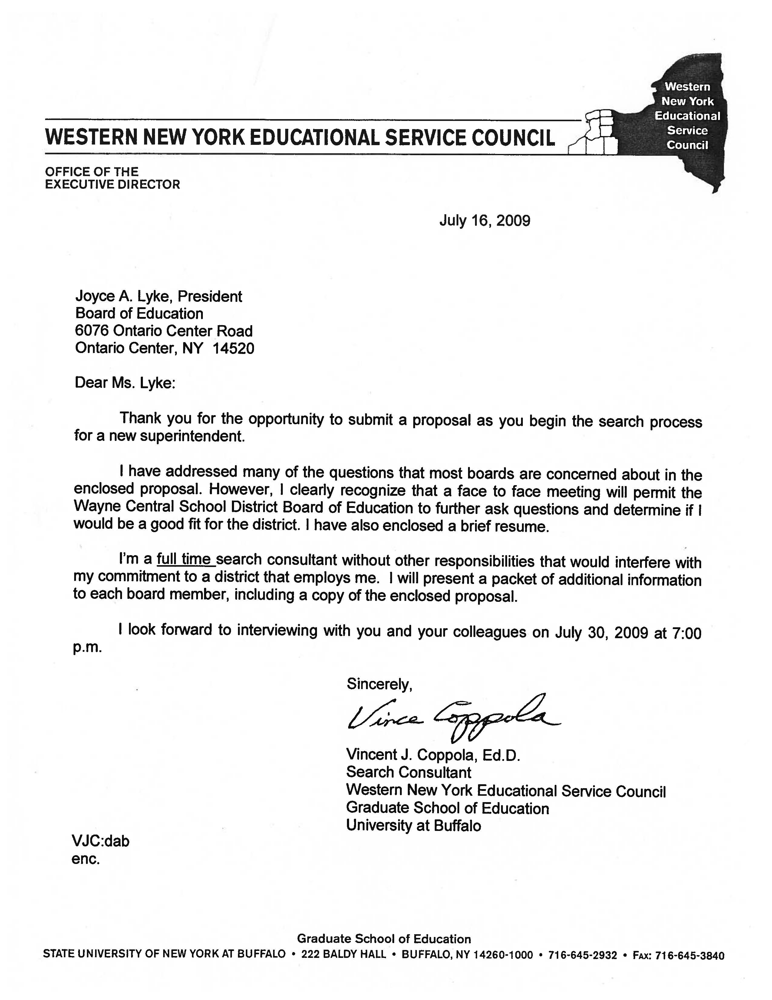 Western
New York
Educational
Service
Council
WESTERN NEW YORK EDUCATIONAL SERVICE COUNCIL
OFFICE OF THE
EXECUTIVE DIRECTOR
July 16, 2009
Joyce A. Lyke, President
Board of Education
6076 Ontario Center Road
Ontario Center, NY  14520
Dear Ms. Lyke:
Thank you for the opportunity to submit a proposal as you begin the search process
for a new superintendent.
I have addressed many of the questions that most boards are concerned about in the
enclosed proposal. However, I clearly recognize that a face to face meeting will permit the
Wayne Central School District Board of Education to further ask questions and determine if I
would be a good fit for the district. I have also enclosed a brief resume.
I'm a full time search consultant without other responsibilities that would interfere with
my commitment to a district that employs me.  I will present a packet of additional information
to each board member, including a copy of the enclosed proposal.
I look forward to interviewing with you and your colleagues on July 30, 2009 at 7:00
p.m.
Sincerely,
Vince Coppola
Vincent J. Coppola, Ed.D.
Search Consultant
Western New York Educational Service Council
Graduate School of Education
University at Buffalo
VJC:dab
enc.
Graduate School of Education
STATE UNIVERSITY OF NEW YORK AT BUFFALO • 222 BALDY HALL • BUFFALO, NY 14260-1000 • 716-645-2932 • FAX: 716-645-3840